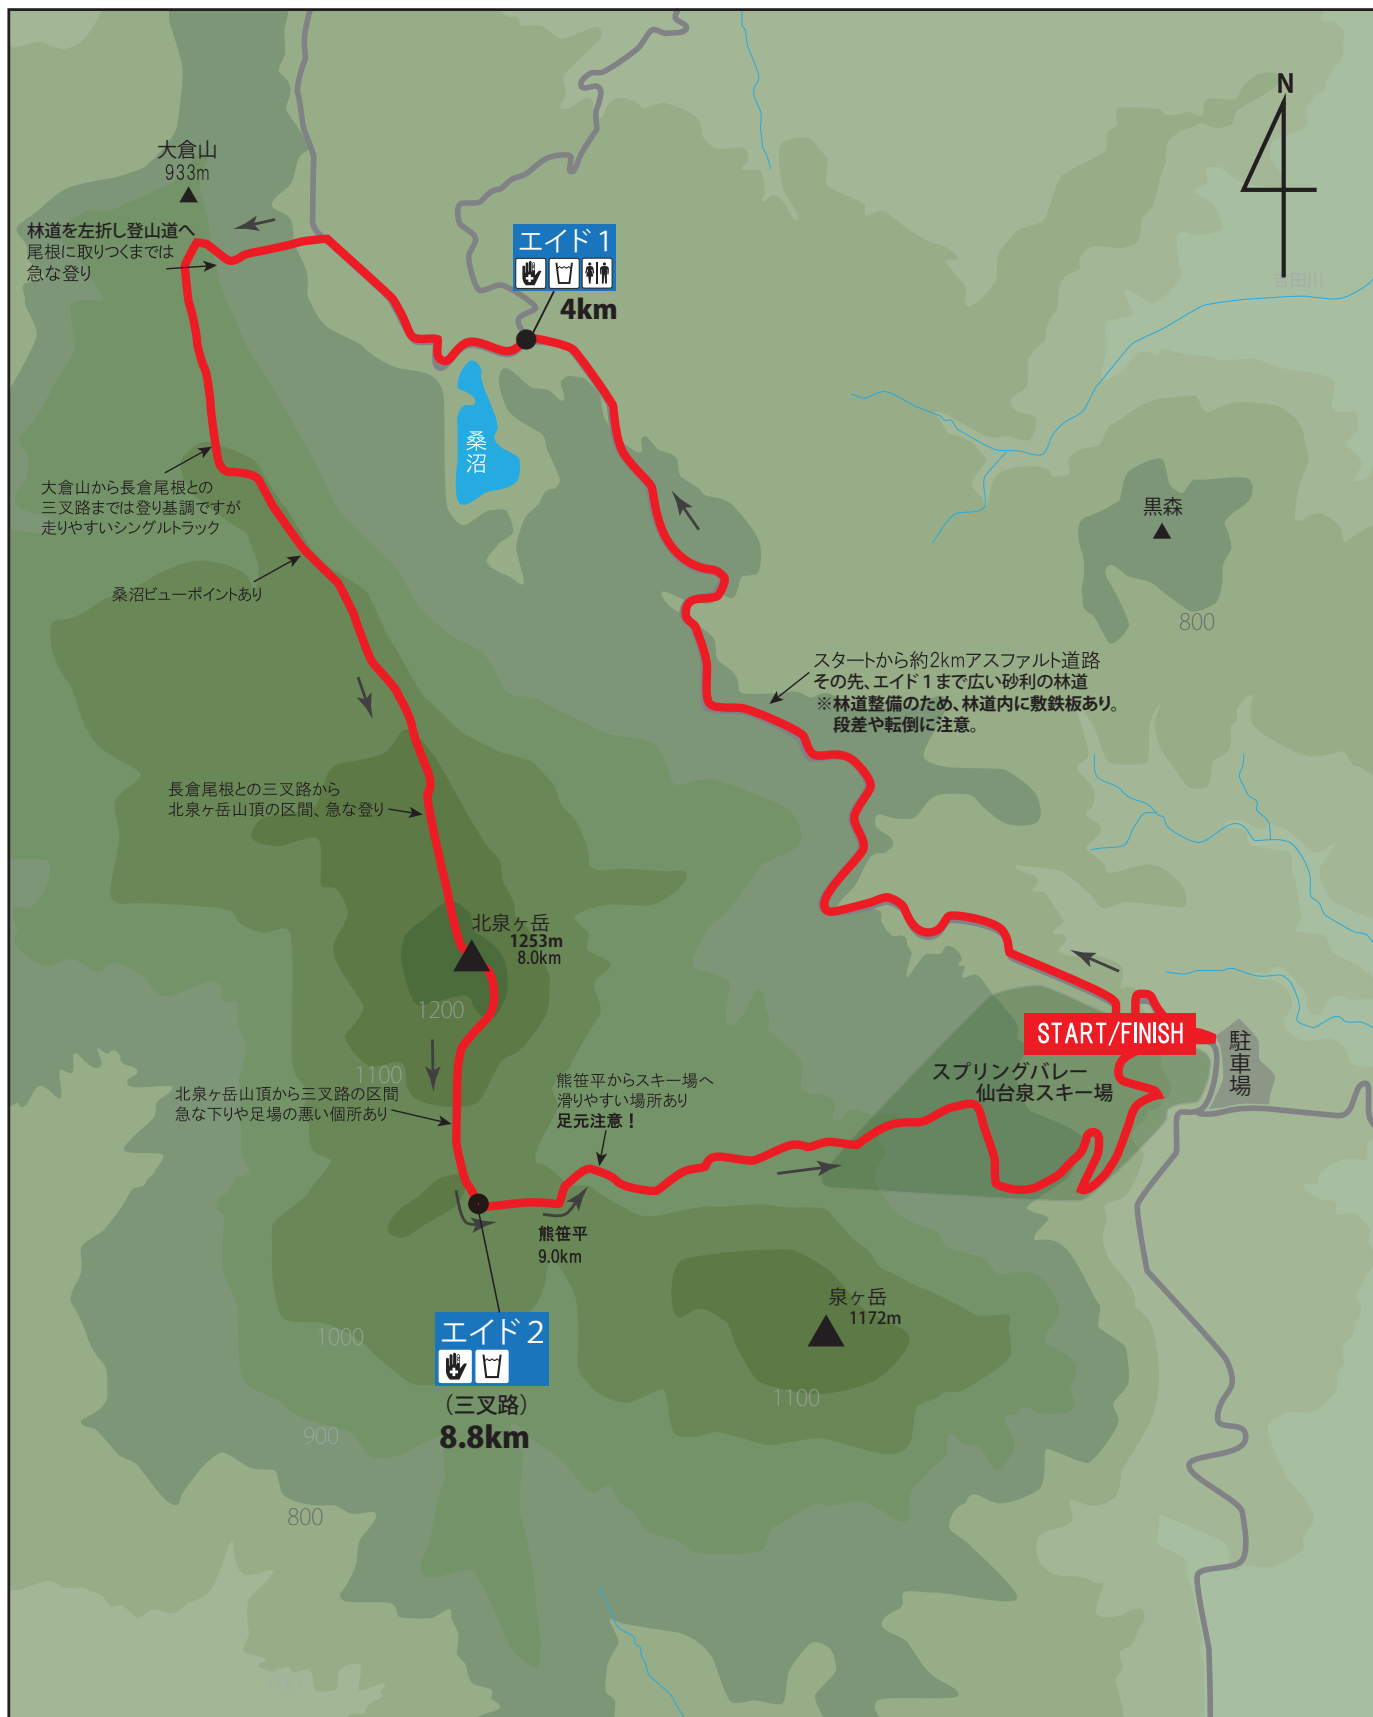 N
大倉山
933m
林道を左折し登山道へ
尾根に取りつくまでは
急な登り
エイド1
4km
吉田川
桑
沼
大倉山から長倉尾根との
三叉路までは登り基調ですが
走りやすいシングルトラック
黒森
800
桑沼ビューポイントあり
スタートから約2kmアスファルト道路
その先、エイド1まで広い砂利の林道
※林道整備のため、林道内に敷鉄板あり。
段差や転倒に注意。
長倉尾根との三叉路から
北泉ヶ岳山頂の区間、急な登り
北泉ヶ岳
1253m
8.0km
1200
START/FINISH
駐
車
場
スプリングバレー
仙台泉スキー場
1100
北泉ヶ岳山頂から三叉路の区間
急な下りや足場の悪い個所あり
熊笹平からスキー場へ
滑りやすい場所あり
足元注意！
熊笹平
9.0km
泉ヶ岳
1172m
エイド2
（三叉路）
8.8km
1000
1100
900
800